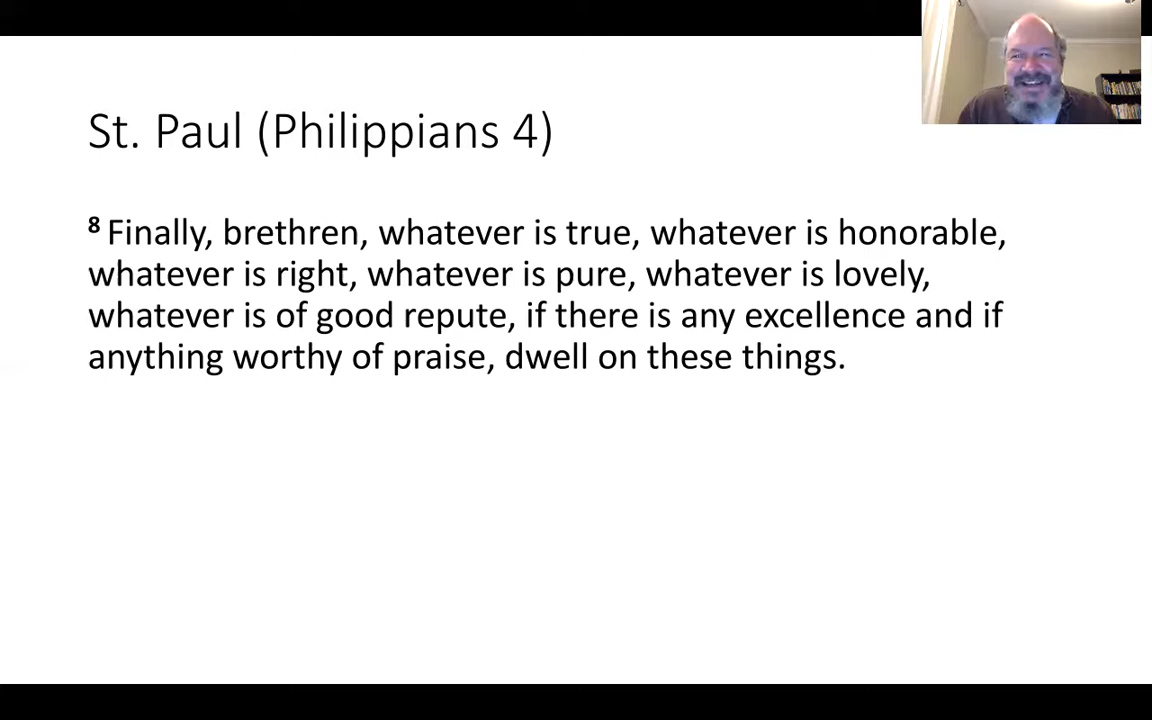 St. Paul (Philippians 4)
8 Finally, brethren, whatever is true, whatever is honorable,
whatever is right, whatever is pure, whatever is lovely,
whatever is of good repute, if there is any excellence and if
anything worthy of praise, dwell on these things.